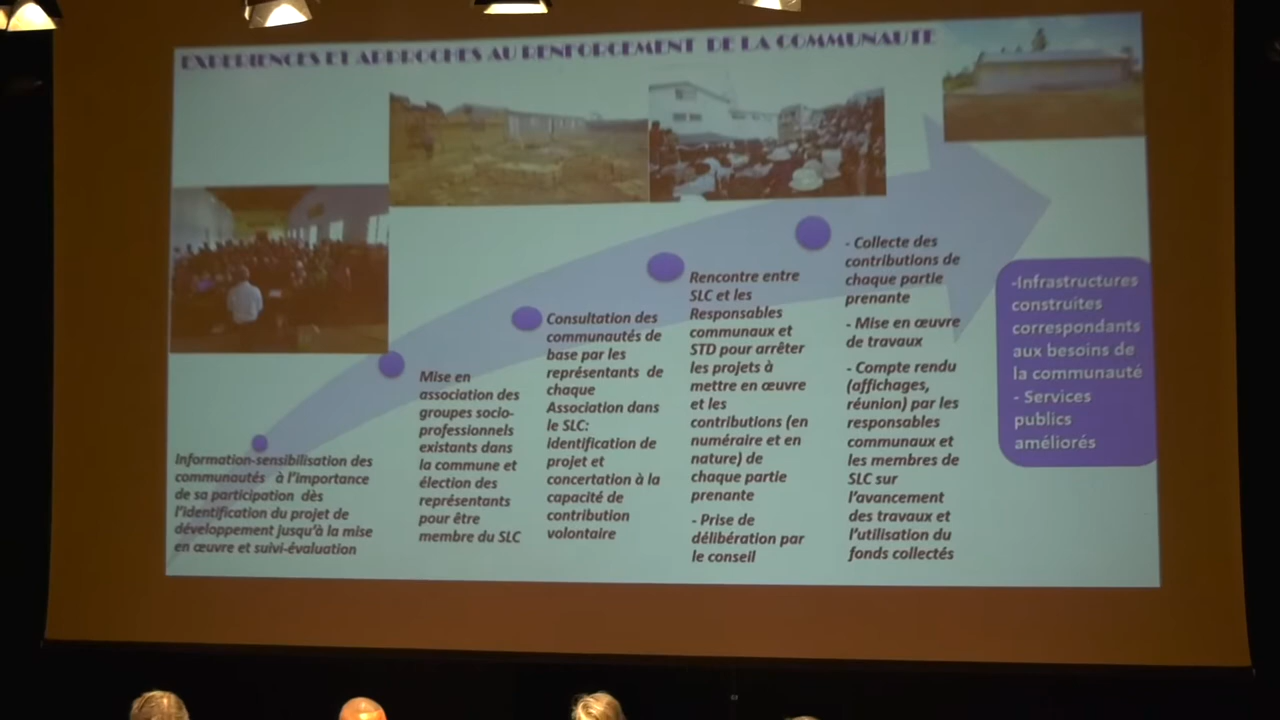 EXPERIENCES ET APPROCHES AU RENFORCEMENT DE LA COMMUNAUTE
Information-sensibilisation des
communautés à l'importance
de sa participation dès
l'identification du projet de
développement jusqu'à la mise
en œuvre et suivi-évaluation
Mise en
association des
groupes socio-
professionnels
existants dans
la commune et
élection des
représentants
pour être
membre du SLC
Consultation des
communautés de
base par les
représentants de
chaque
Association dans
le SLC:
identification de
projet et
concertation à la
capacité de
contribution
volontaire
Rencontre entre
SLC et les
Responsables
communaux et
STD pour arrêter
les projets à
mettre en œuvre
et les
contributions (en
numéraire et en
nature) de
chaque partie
prenante
- Prise de
délibération par
le conseil
- Collecte des
contributions de
chaque partie
prenante
- Mise en œuvre
de travaux
- Compte rendu
(affichages,
réunion) par les
responsables
communaux et
les membres de
SLC sur
l'avancement
des travaux et
l'utilisation du
fonds collectés
-Infrastructures
construites
correspondants
aux besoins de
la communauté
- Services
publics
améliorés